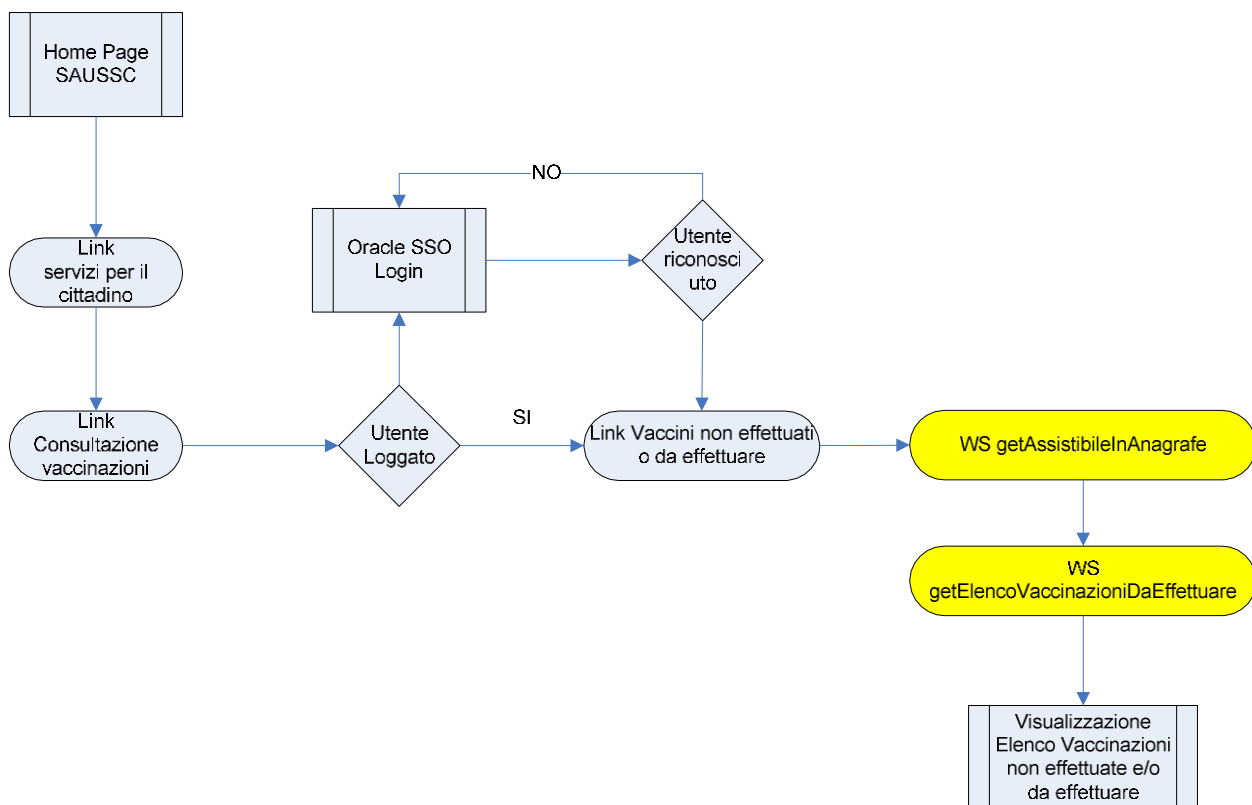 Home Page
SAUSSC
NO
Link
servizi per il
cittadino
Oracle SSO
Login
Utente
riconosci
uto
Link
Consultazione
vaccinazioni
Utente
Loggato
SI
Link Vaccini non effettuati
o da effettuare
WS getAssistibileInAnagrafe
WS
getElencoVaccinazioniDaEffettuare
Visualizzazione
Elenco Vaccinazioni
non effettuate e/o
da effettuare